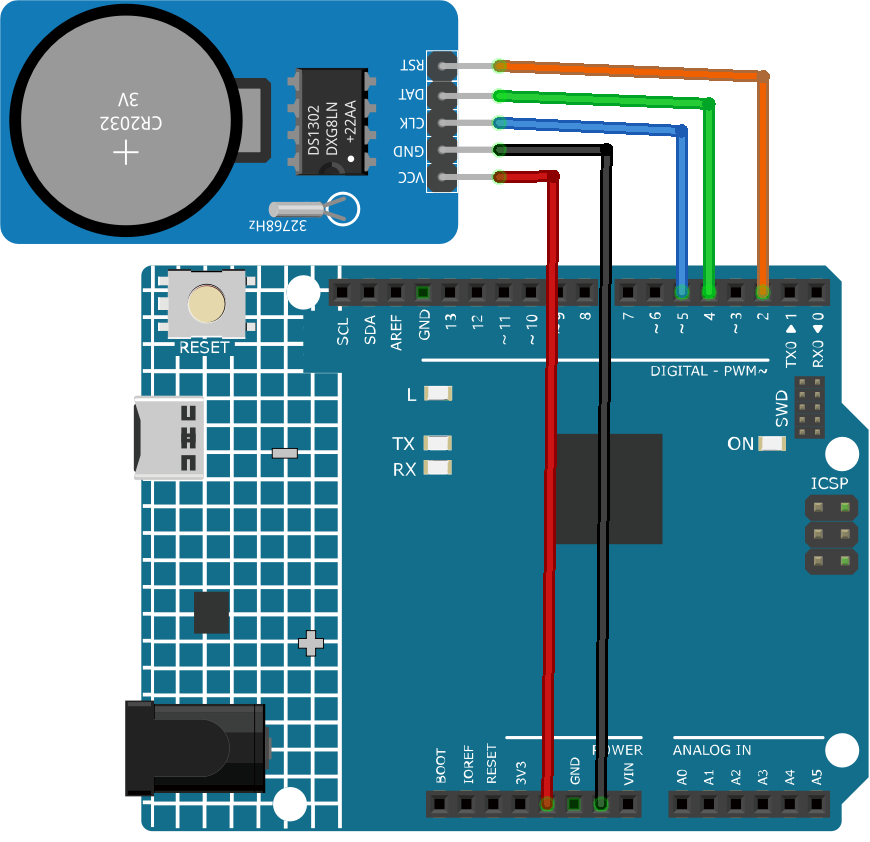 CR2032
3V
DS1302
DXG8LN
+22AA
32768Hz
RST
DAT
CLK
GND
VCC
RESET
SCL
SDA
AREF
GND
13
12
~ 11
~ 10
9
8
7
~ 6
~ 5
4
~ 3
2
TX0 ▶ 1
RX0 ◀ 0
DIGITAL - PWM~
L
TX
RX
ON
SWD
ICSP
BOOT
IOREF
RESET
3V3
GND
VIN
POWER
ANALOG IN
A0
A1
A2
A3
A4
A5